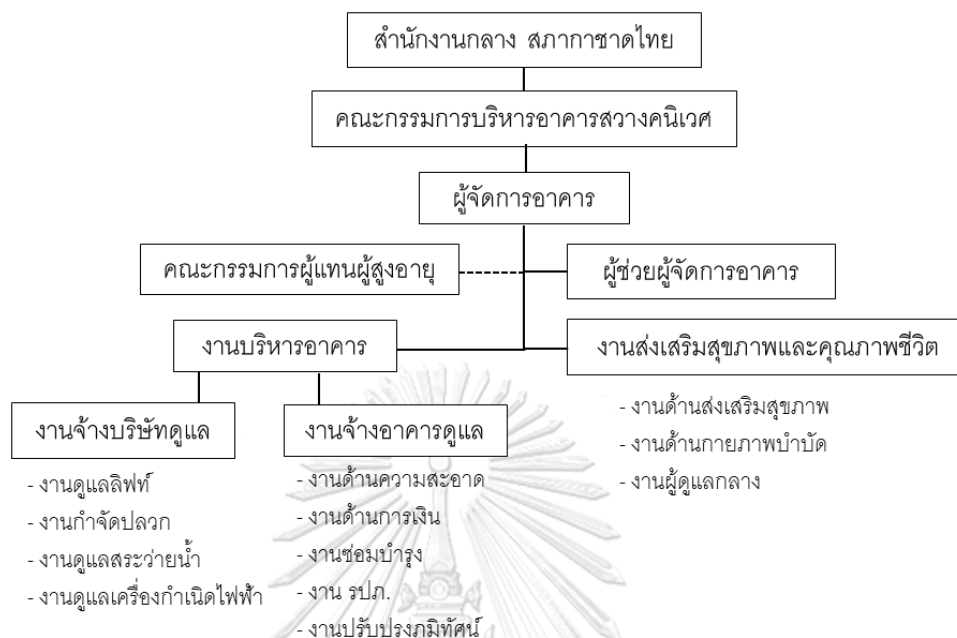 สำนักงานกลาง สภากาชาดไทย
คณะกรรมการบริหารอาคารสวางคนิเวศ
ผู้จัดการอาคาร
คณะกรรมการผู้แทนผู้สูงอายุ
ผู้ช่วยผู้จัดการอาคาร
งานบริหารอาคาร
งานส่งเสริมสุขภาพและคุณภาพชีวิต
- งานด้านส่งเสริมสุขภาพ
- งานด้านกายภาพบำบัด
- งานผู้ดูแลกลาง
งานจ้างบริษัทดูแล
- งานดูแลลิฟท์
- งานกำจัดปลวก
- งานดูแลสระว่ายน้ำ
- งานดูแลเครื่องกำเนิดไฟฟ้า
งานจ้างอาคารดูแล
- งานด้านความสะอาด
- งานด้านการเงิน
- งานซ่อมบำรุง
- งาน รปภ.
- งานปรับปรุงภูมิทัศน์